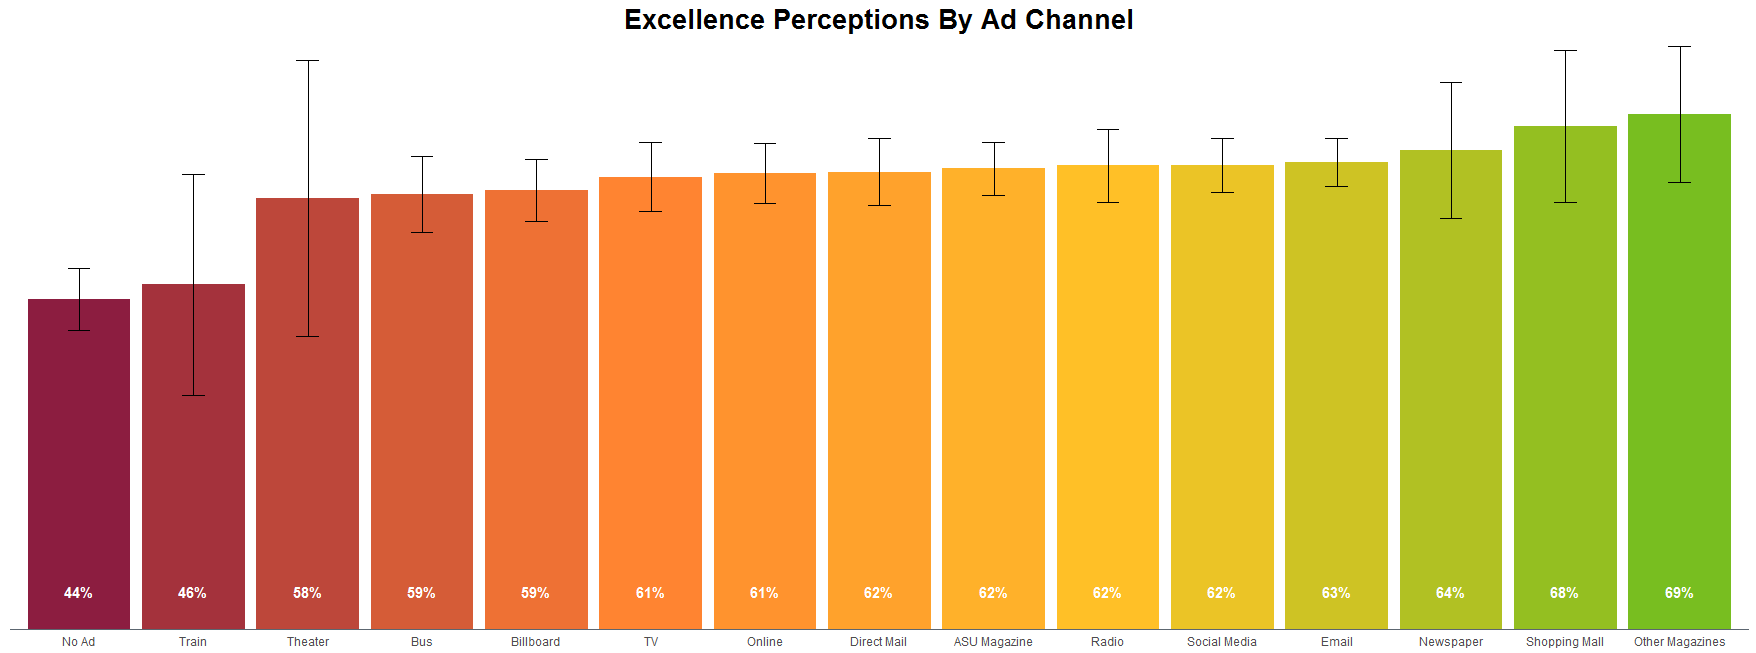 Excellence Perceptions By Ad Channel
44% 46% 58% 59% 59% 61% 61% 62% 62% 62% 62% 63% 64% 68% 69%
No Ad Train Theater Bus Billboard TV Online Direct Mail ASU Magazine Radio Social Media Email Newspaper Shopping Mall Other Magazines